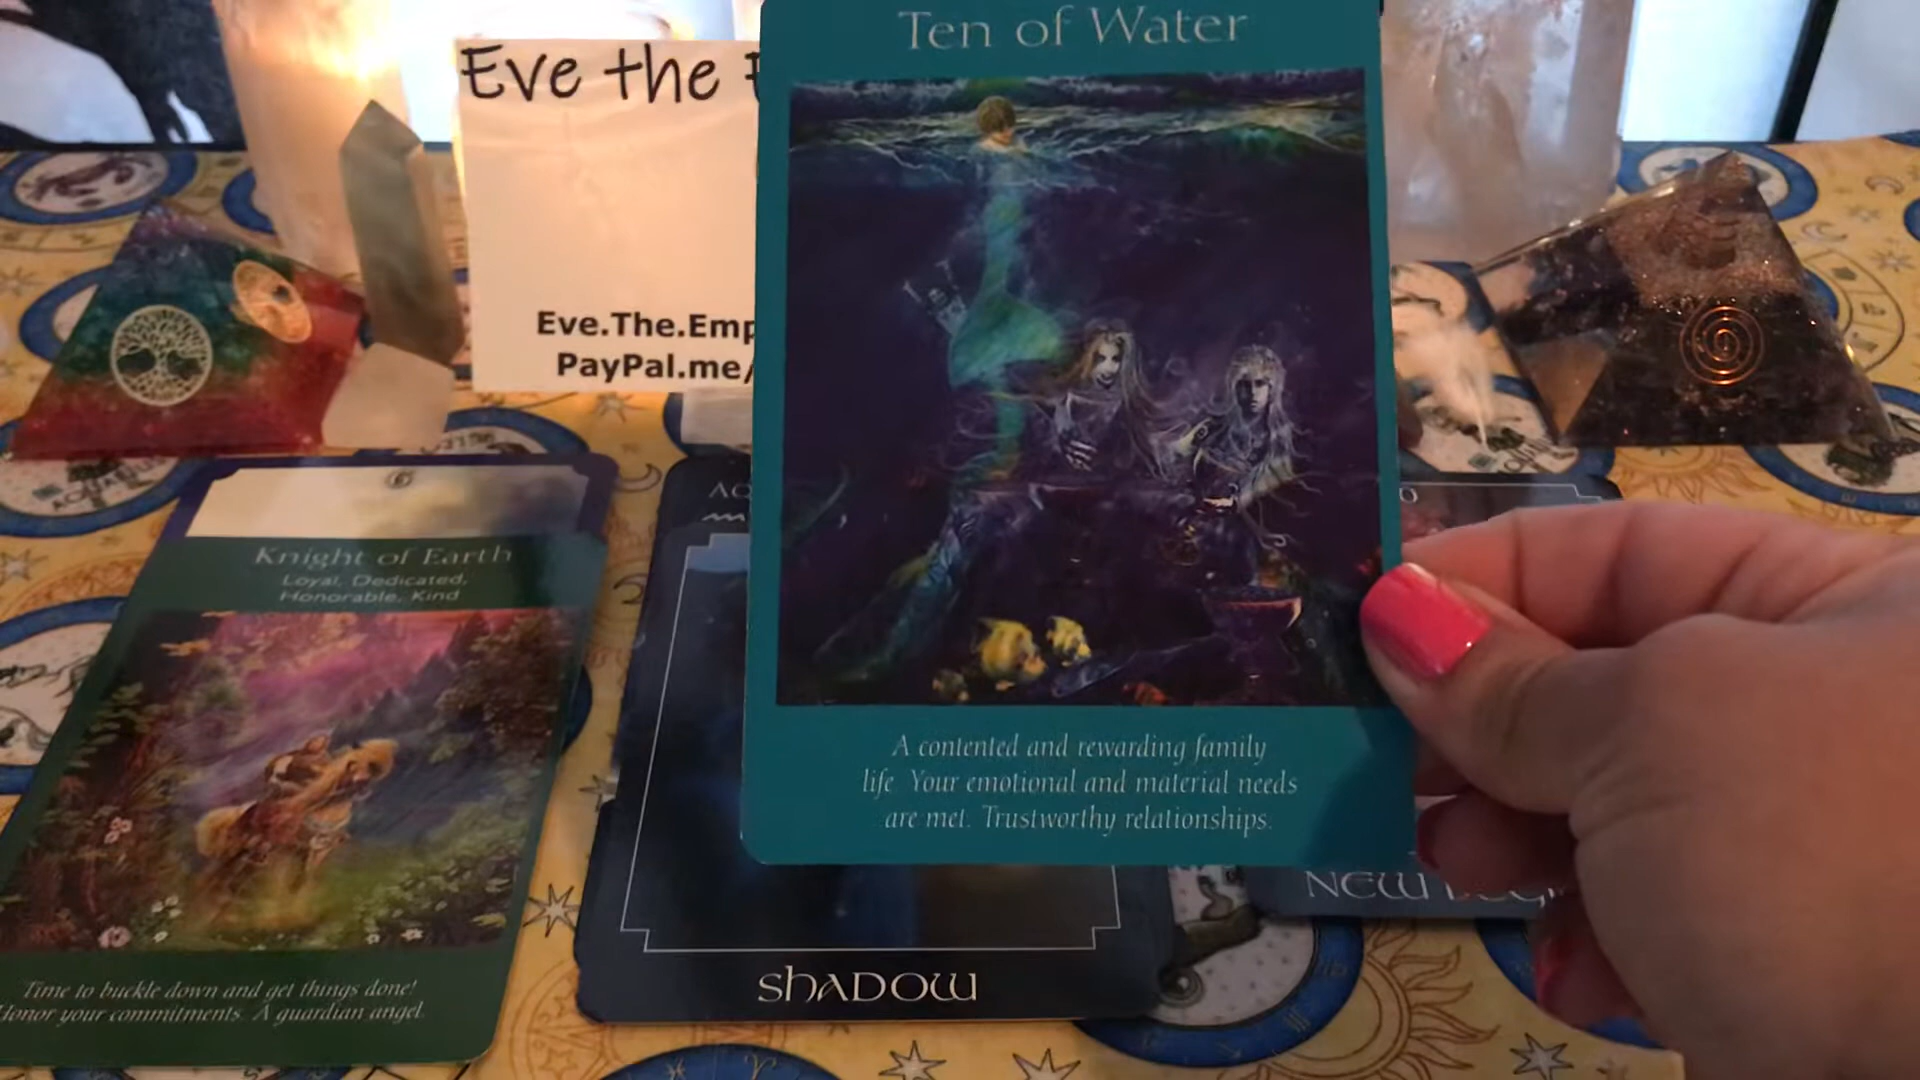 Ten of Water
Eve the
Eve.The.Emp
PayPal.me/
Knight of Earth
Loyal, Dedicated,
Honorable, Kind
A contented and rewarding family
life. Your emotional and material needs
are met. Trustworthy relationships.
NEW
SHADOW
Time to buckle down and get things done!
Honor your commitments. A guardian angel.